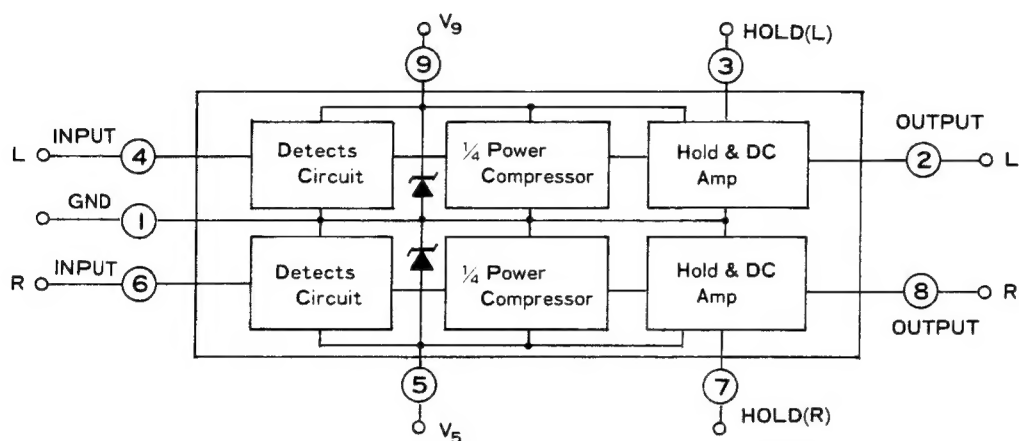 V9
HOLD(L)
9
3
INPUT
OUTPUT
L
4
Detects
Circuit
1/4 Power
Compressor
Hold & DC
Amp
2
L
GND
1
INPUT
R
6
Detects
Circuit
1/4 Power
Compressor
Hold & DC
Amp
8
R
OUTPUT
5
7
V5
HOLD(R)